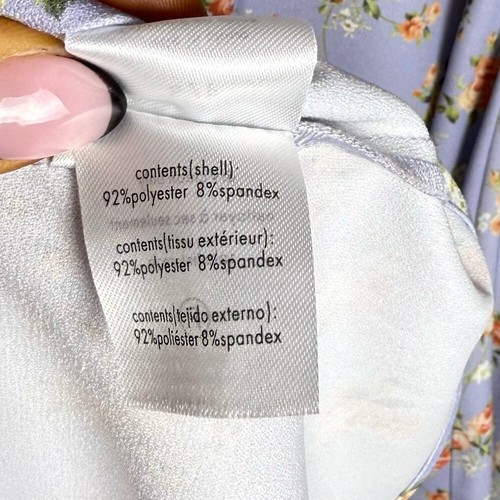 contents(shell)
92%polyester 8%spandex
contents(tissu extérieur):
92%polyester 8%spandex
contents(tejido externo):
92%poliéster 8%spandex